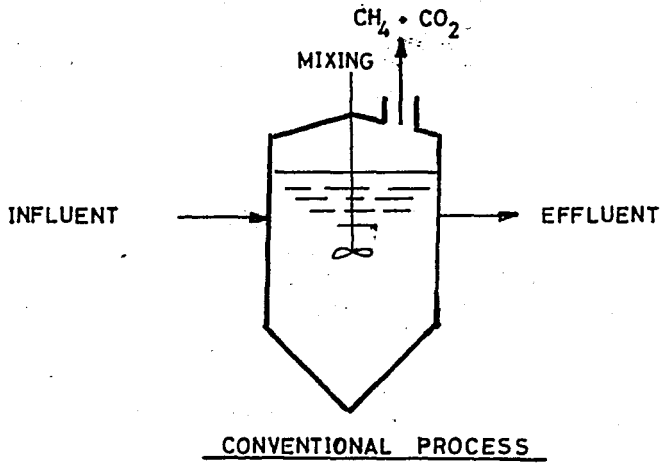 CH4 + CO2
MIXING
INFLUENT
EFFLUENT
CONVENTIONAL PROCESS